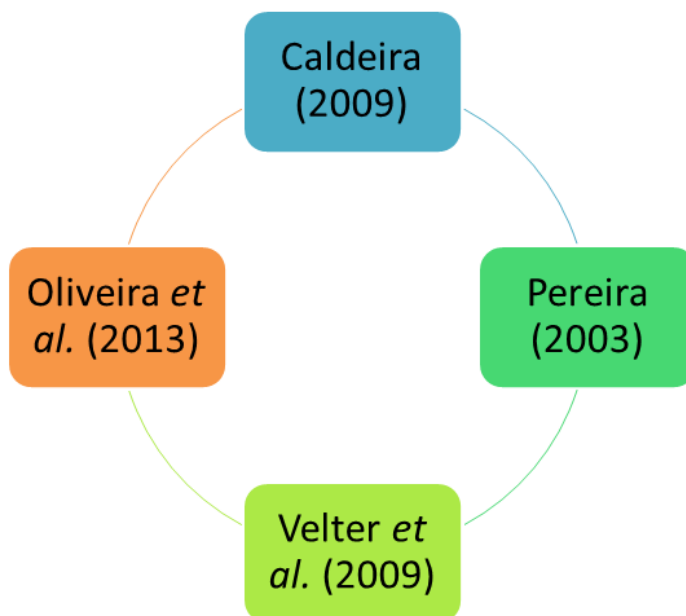 Caldeira
(2009)
Oliveira et
al. (2013)
Pereira
(2003)
Velter et
al. (2009)